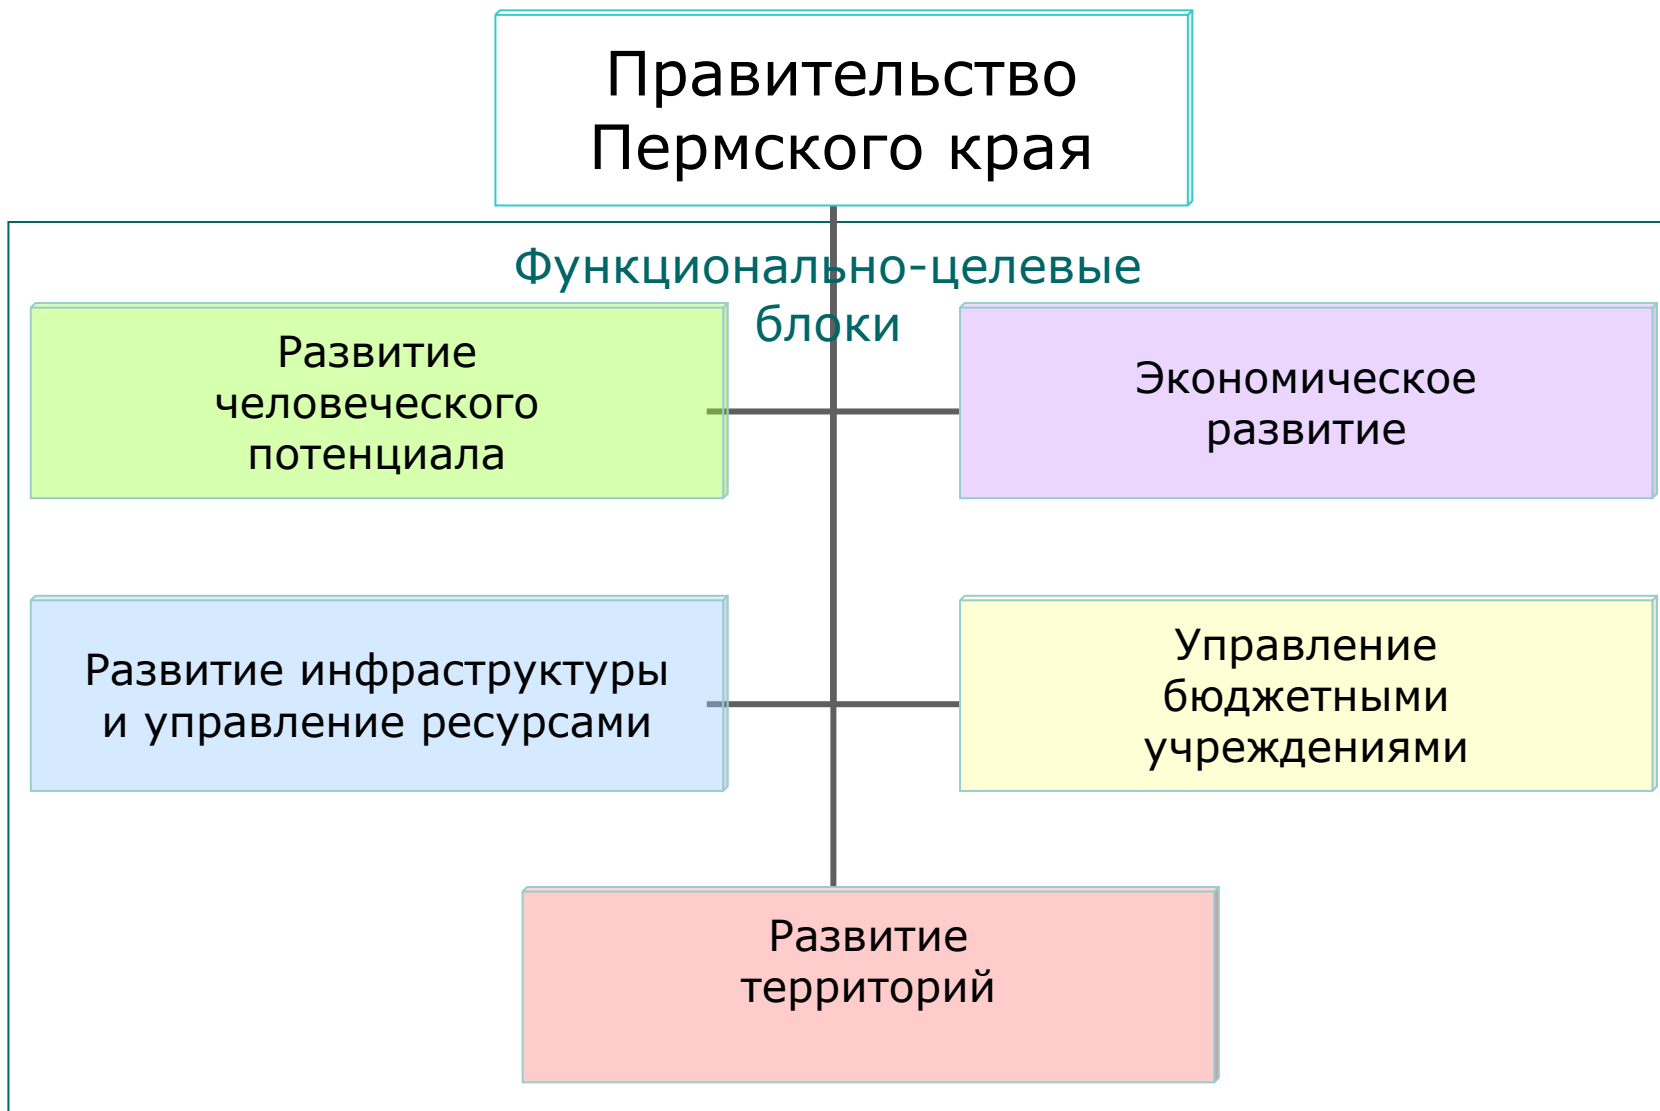 Правительство
Пермского края
Функционально-целевые
блоки
Развитие
человеческого
потенциала
Экономическое
развитие
Развитие инфраструктуры
и управление ресурсами
Управление
бюджетными
учреждениями
Развитие
территорий